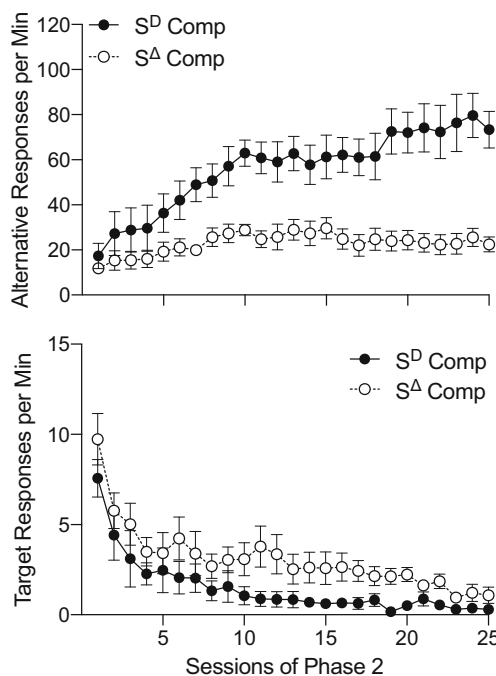 Alternative Responses per Min
120
100
80
60
40
20
0
S^D Comp
S^Δ Comp
Target Responses per Min
15
10
5
0
S^D Comp
S^Δ Comp
5 10 15 20 25
Sessions of Phase 2